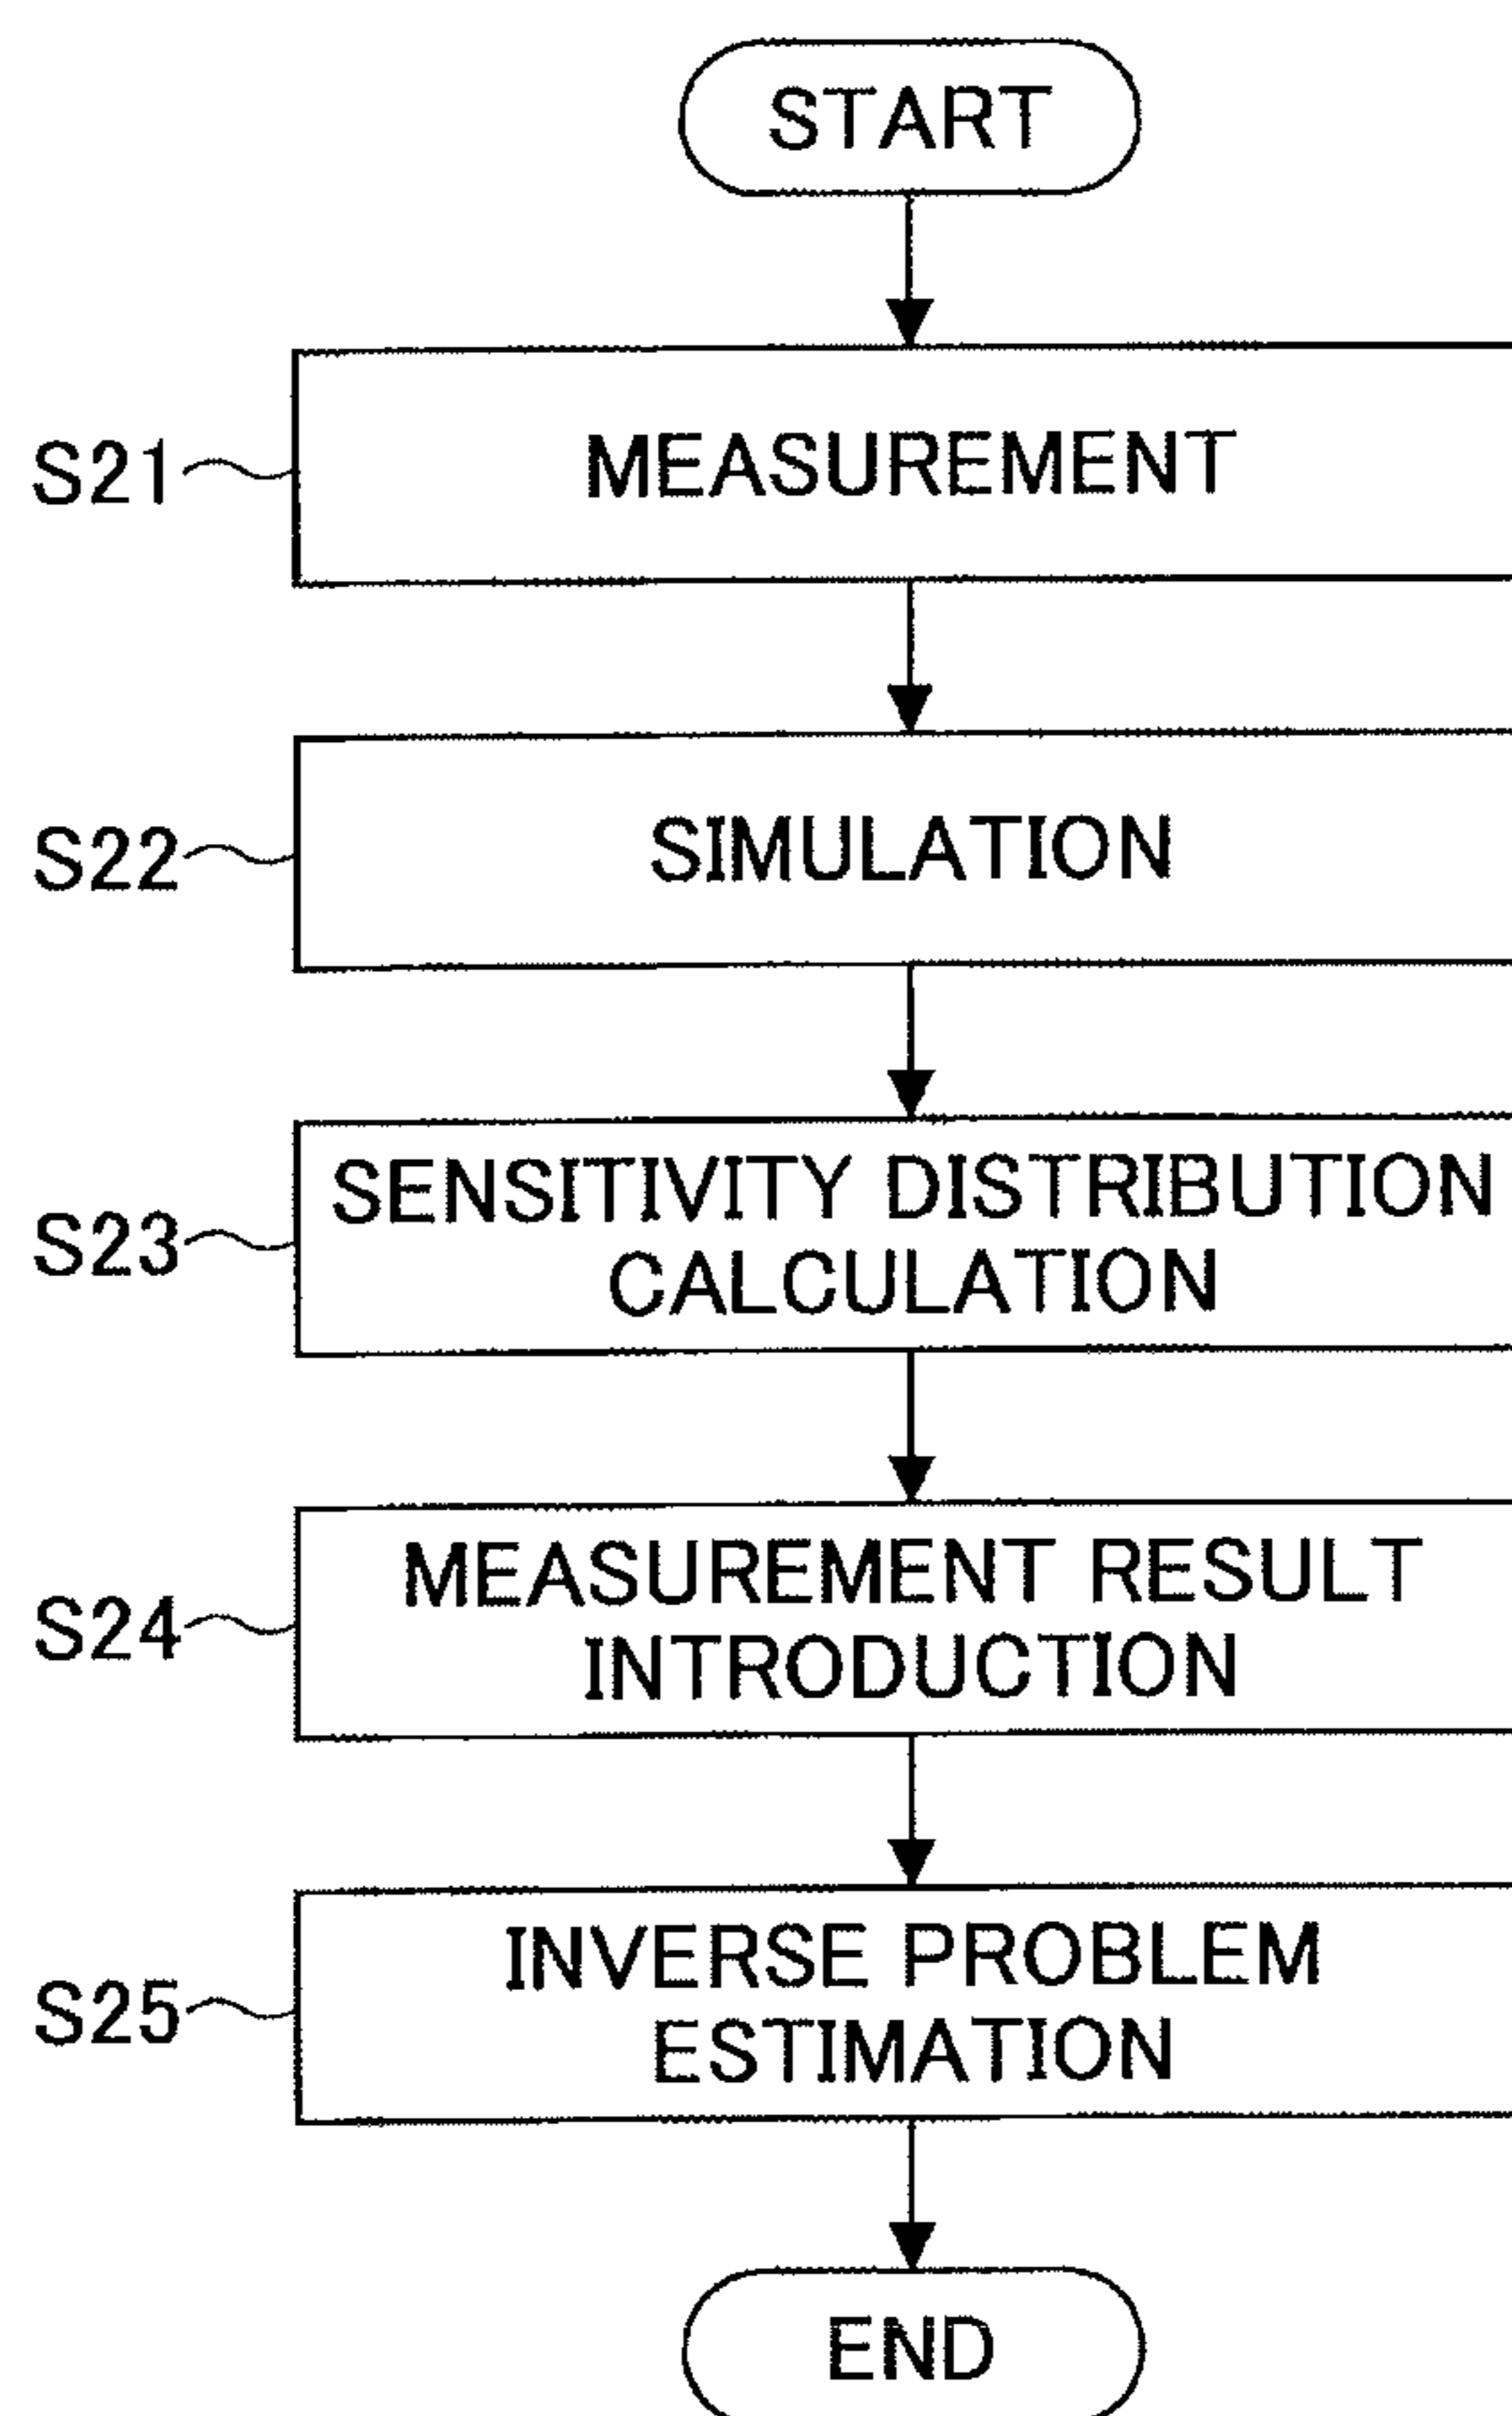 START
S21
MEASUREMENT
S22
SIMULATION
S23
SENSITIVITY DISTRIBUTION
CALCULATION
S24
MEASUREMENT RESULT
INTRODUCTION
S25
INVERSE PROBLEM
ESTIMATION
END